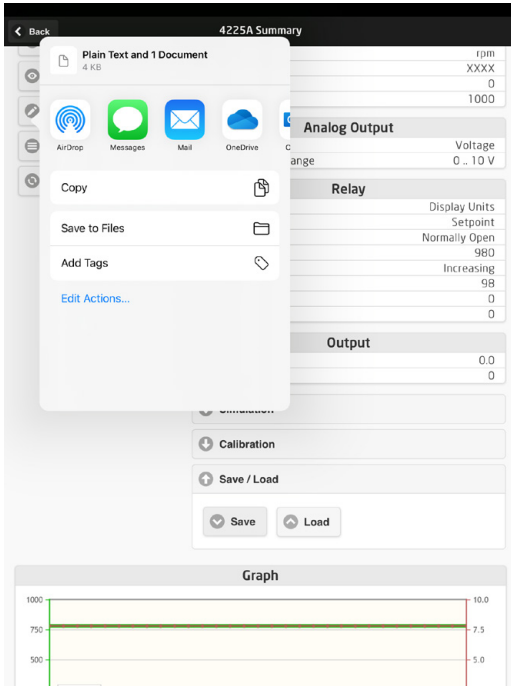 Back
4225A Summary
Plain Text and 1 Document
4 KB
AirDrop
Messages
Mail
OneDrive
Copy
Save to Files
Add Tags
Edit Actions...
rpm
XXXX
0
1000
Analog Output
Voltage
ange
0 .. 10 V
Relay
Display Units
Setpoint
Normally Open
980
Increasing
98
0
0
Output
0.0
0
Calibration
Save / Load
Save
Load
Graph
1000
10.0
750
7.5
500
5.0